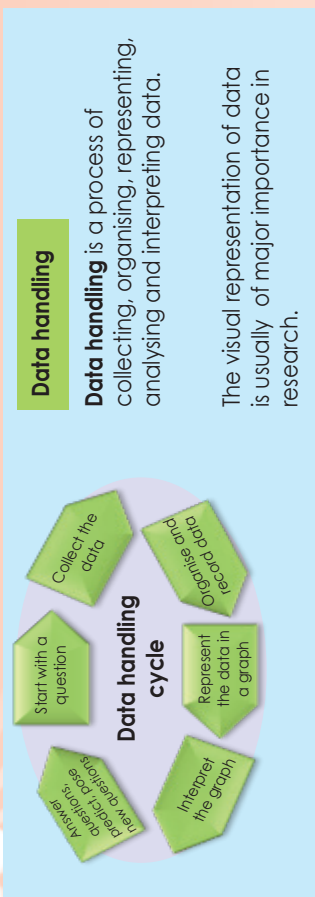 Data handling
Data handling is a process of
collecting, organising, representing,
analysing and interpreting data.
The visual representation of data
is usually of major importance in
research.
Data handling
cycle
Start with a
question
Collect the
data
Organise and
record data
Represent
the data in
a graph
Interpret
the graph
Answer
questions,
predict, pose
new questions